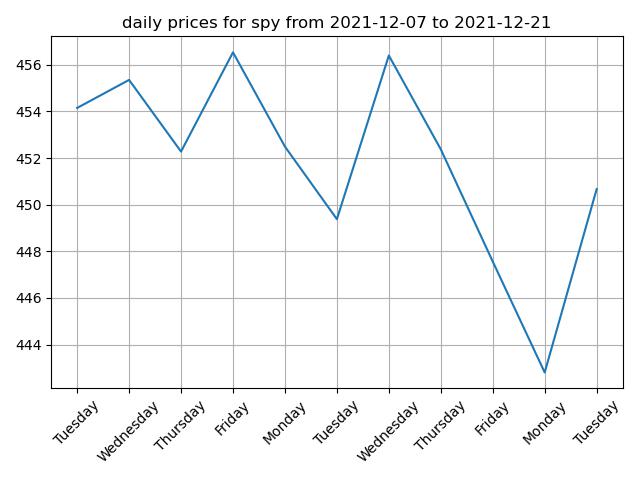 daily prices for spy from 2021-12-07 to 2021-12-21
456
454
452
450
448
446
444
Tuesday
Wednesday
Thursday
Friday
Monday
Tuesday
Wednesday
Thursday
Friday
Monday
Tuesday